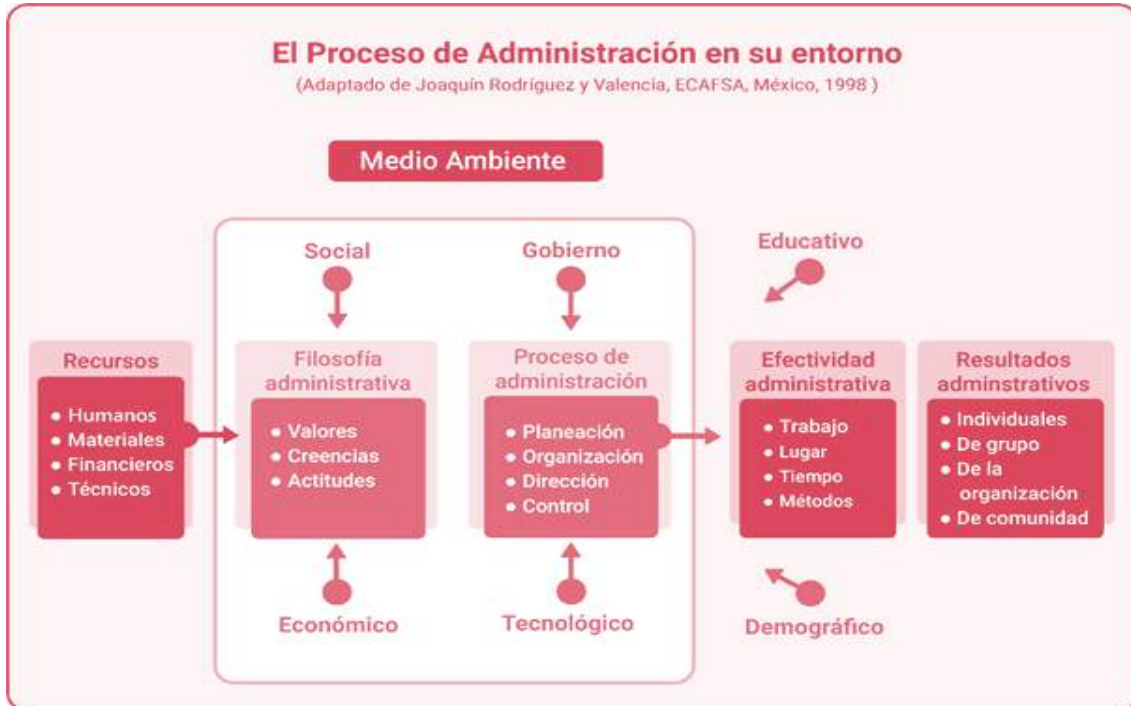 El Proceso de Administración en su entorno
(Adaptado de Joaquín Rodríguez y Valencia, ECAFSA, México, 1998 )
Medio Ambiente
Social
Gobierno
Educativo
Recursos
• Humanos
• Materiales
• Financieros
• Técnicos
Filosofía
administrativa
• Valores
• Creencias
• Actitudes
Proceso de
administración
• Planeación
• Organización
• Dirección
• Control
Efectividad
administrativa
• Trabajo
• Lugar
• Tiempo
• Métodos
Resultados
adminstrativos
• Individuales
• De grupo
• De la
organización
• De comunidad
Económico
Tecnológico
Demográfico